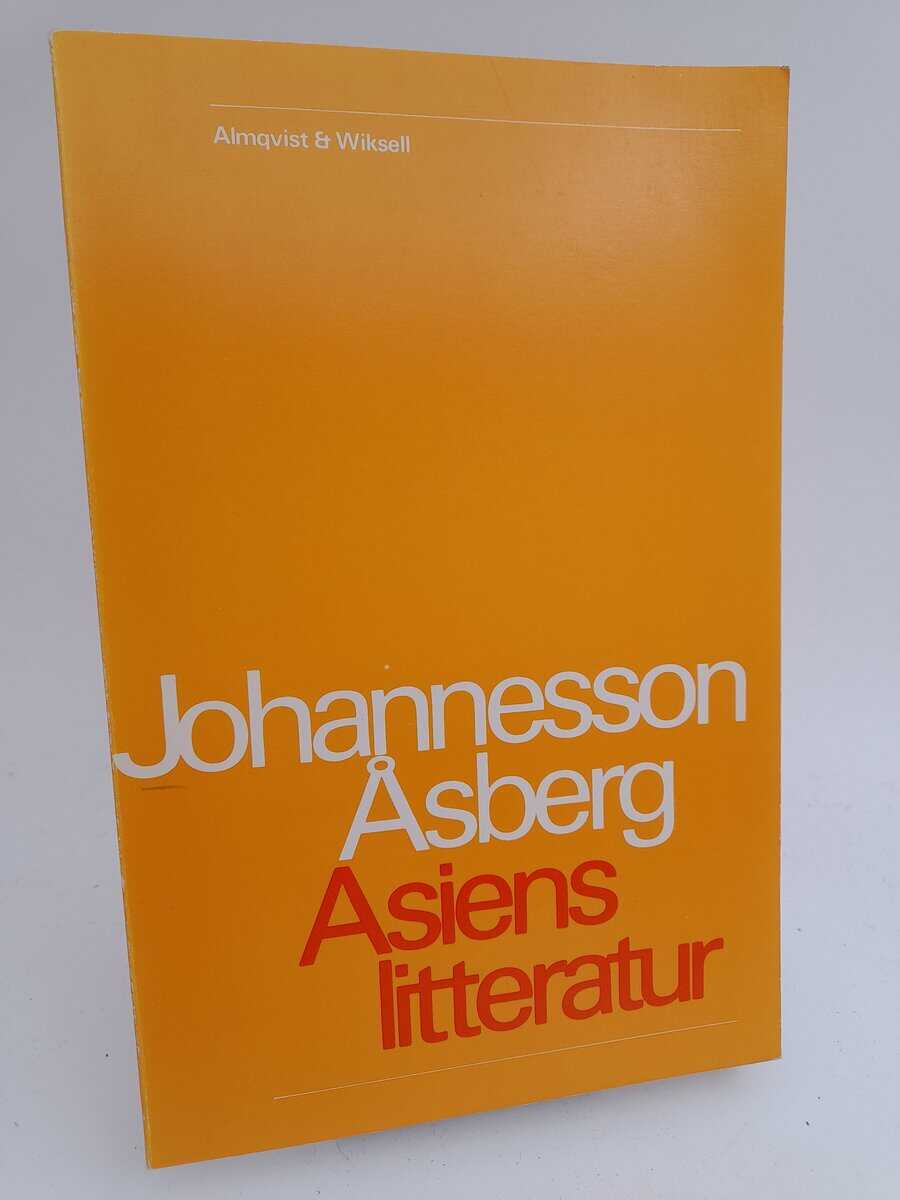 Almqvist & Wiksell
Johannesson
Åsberg
Asiens
litteratur